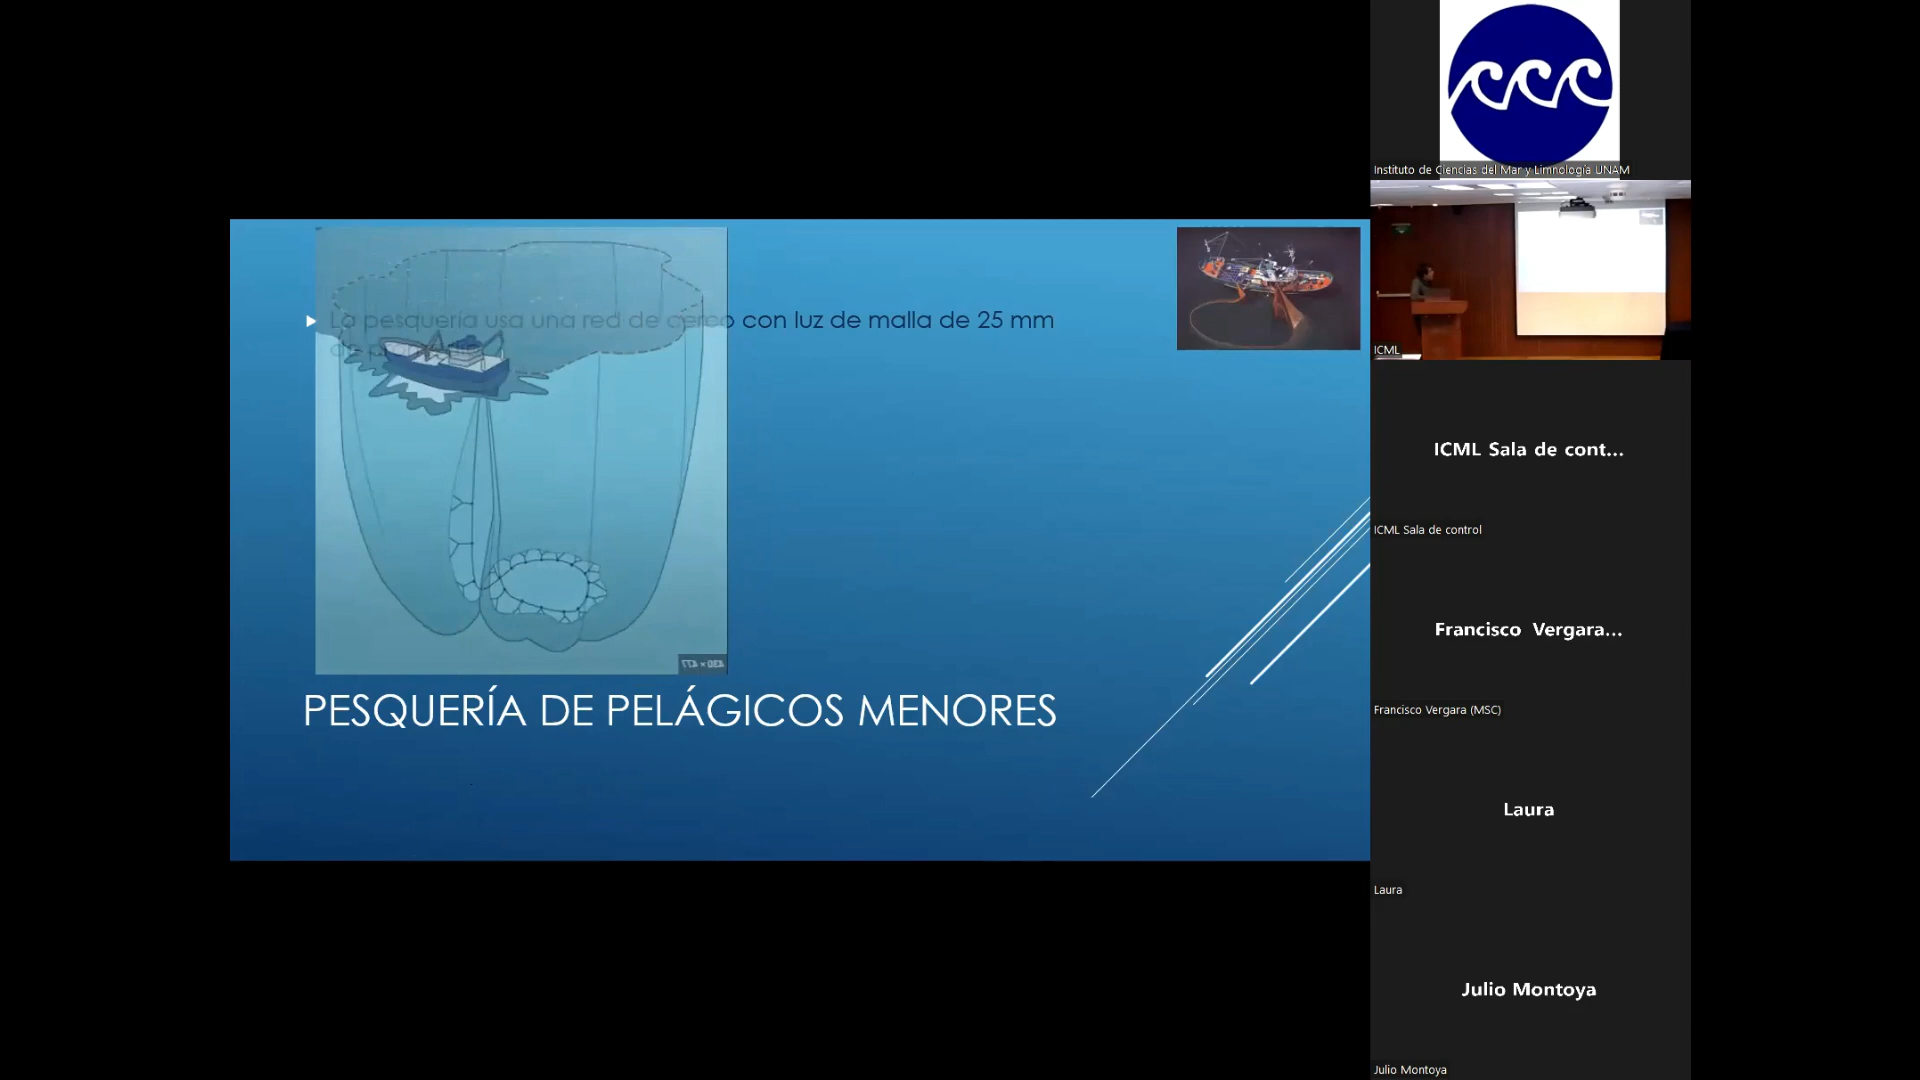 La pesquería usa una red de cerco con luz de malla de 25 mm
PESQUERÍA DE PELÁGICOS MENORES
Instituto de Ciencias del Mar y Limnología UNAM
ICML
ICML Sala de cont...
ICML Sala de control
Francisco Vergara...
Francisco Vergara (MSC)
Laura
Laura
Julio Montoya
Julio Montoya